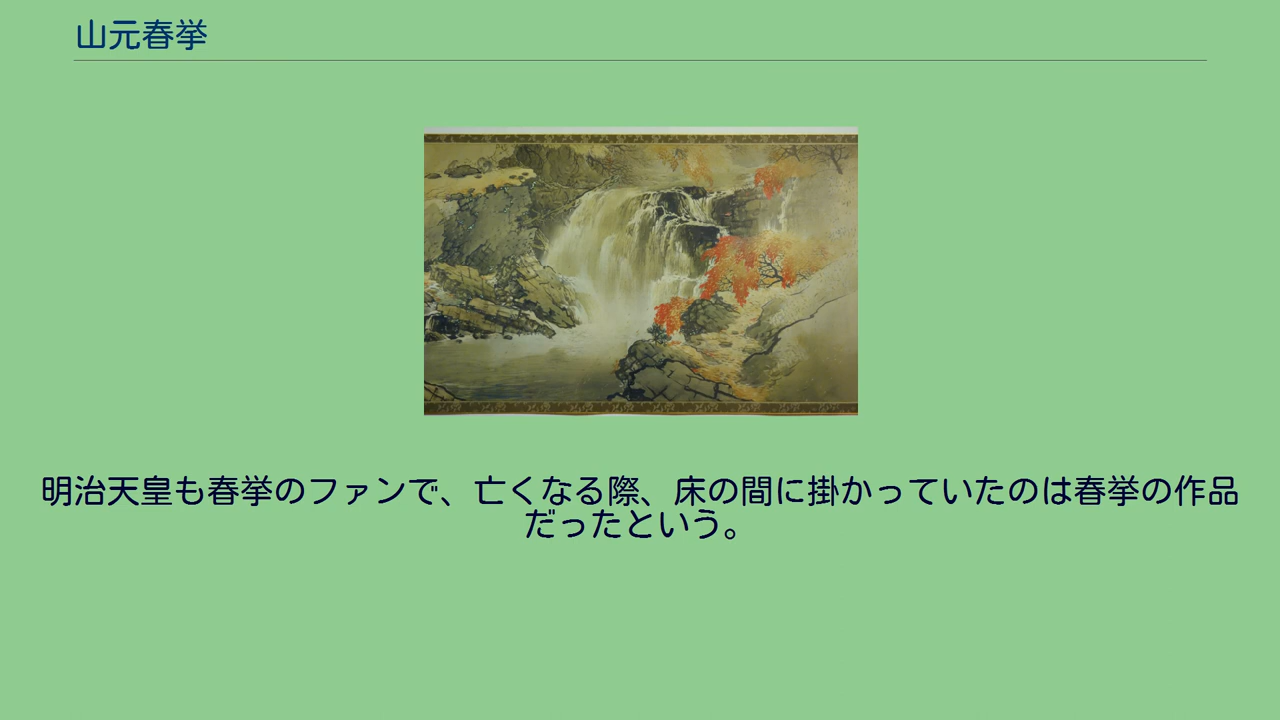 山元春挙
明治天皇も春挙のファンで、亡くなる際、床の間に掛かっていたのは春挙の作品
だったという。